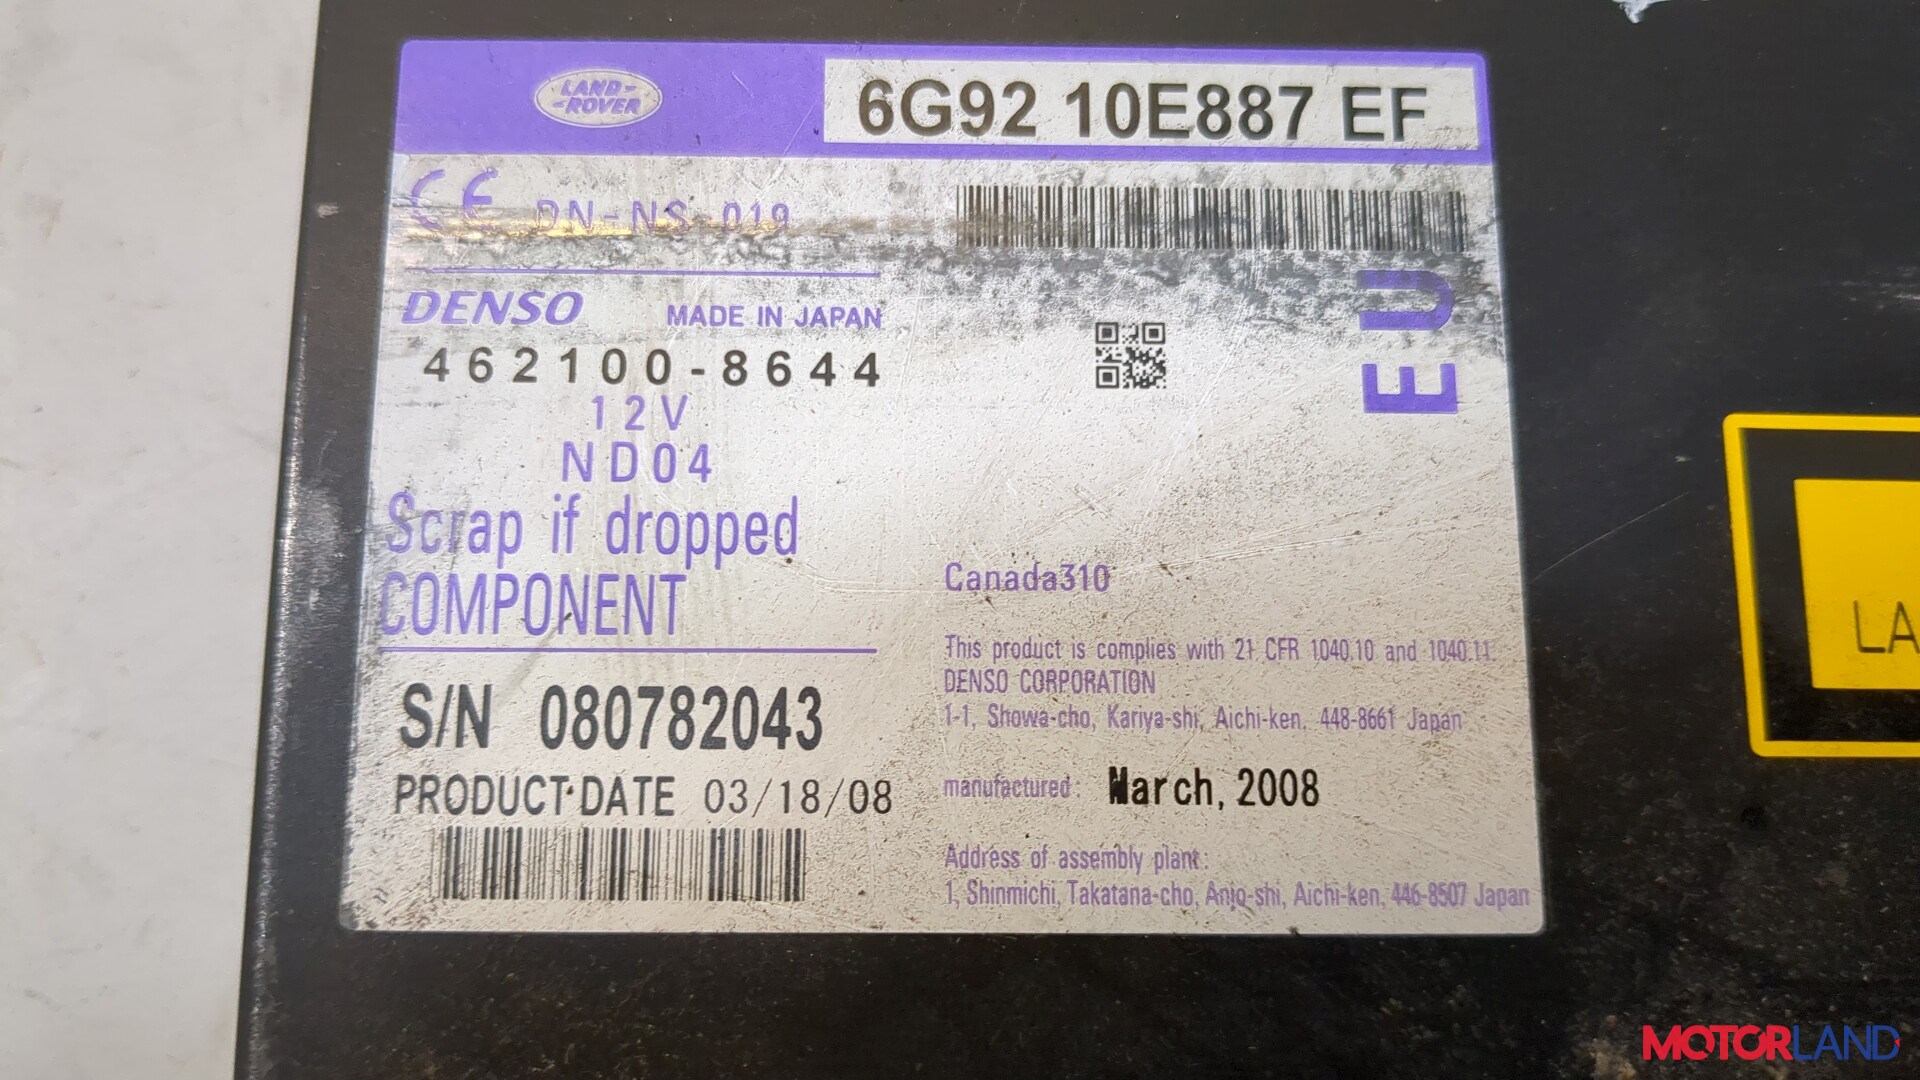 LAND-
-ROVER
6G92 10E887 EF
CE DN-NS-019
DENSO MADE IN JAPAN
462100-8644
12V
ND04
Scrap if dropped
COMPONENT
S/N 080782043
PRODUCT DATE 03/18/08
EU
Canada310
This product is complies with 21 CFR 1040.10 and 1040.11.
DENSO CORPORATION
1-1, Showa-cho, Kariya-shi, Aichi-ken, 448-8661 Japan
manufactured: March, 2008
Address of assembly plant:
1, Shinmichi, Takatana-cho, Anjo-shi, Aichi-ken, 446-8507 Japan
LA
MOTORLAND